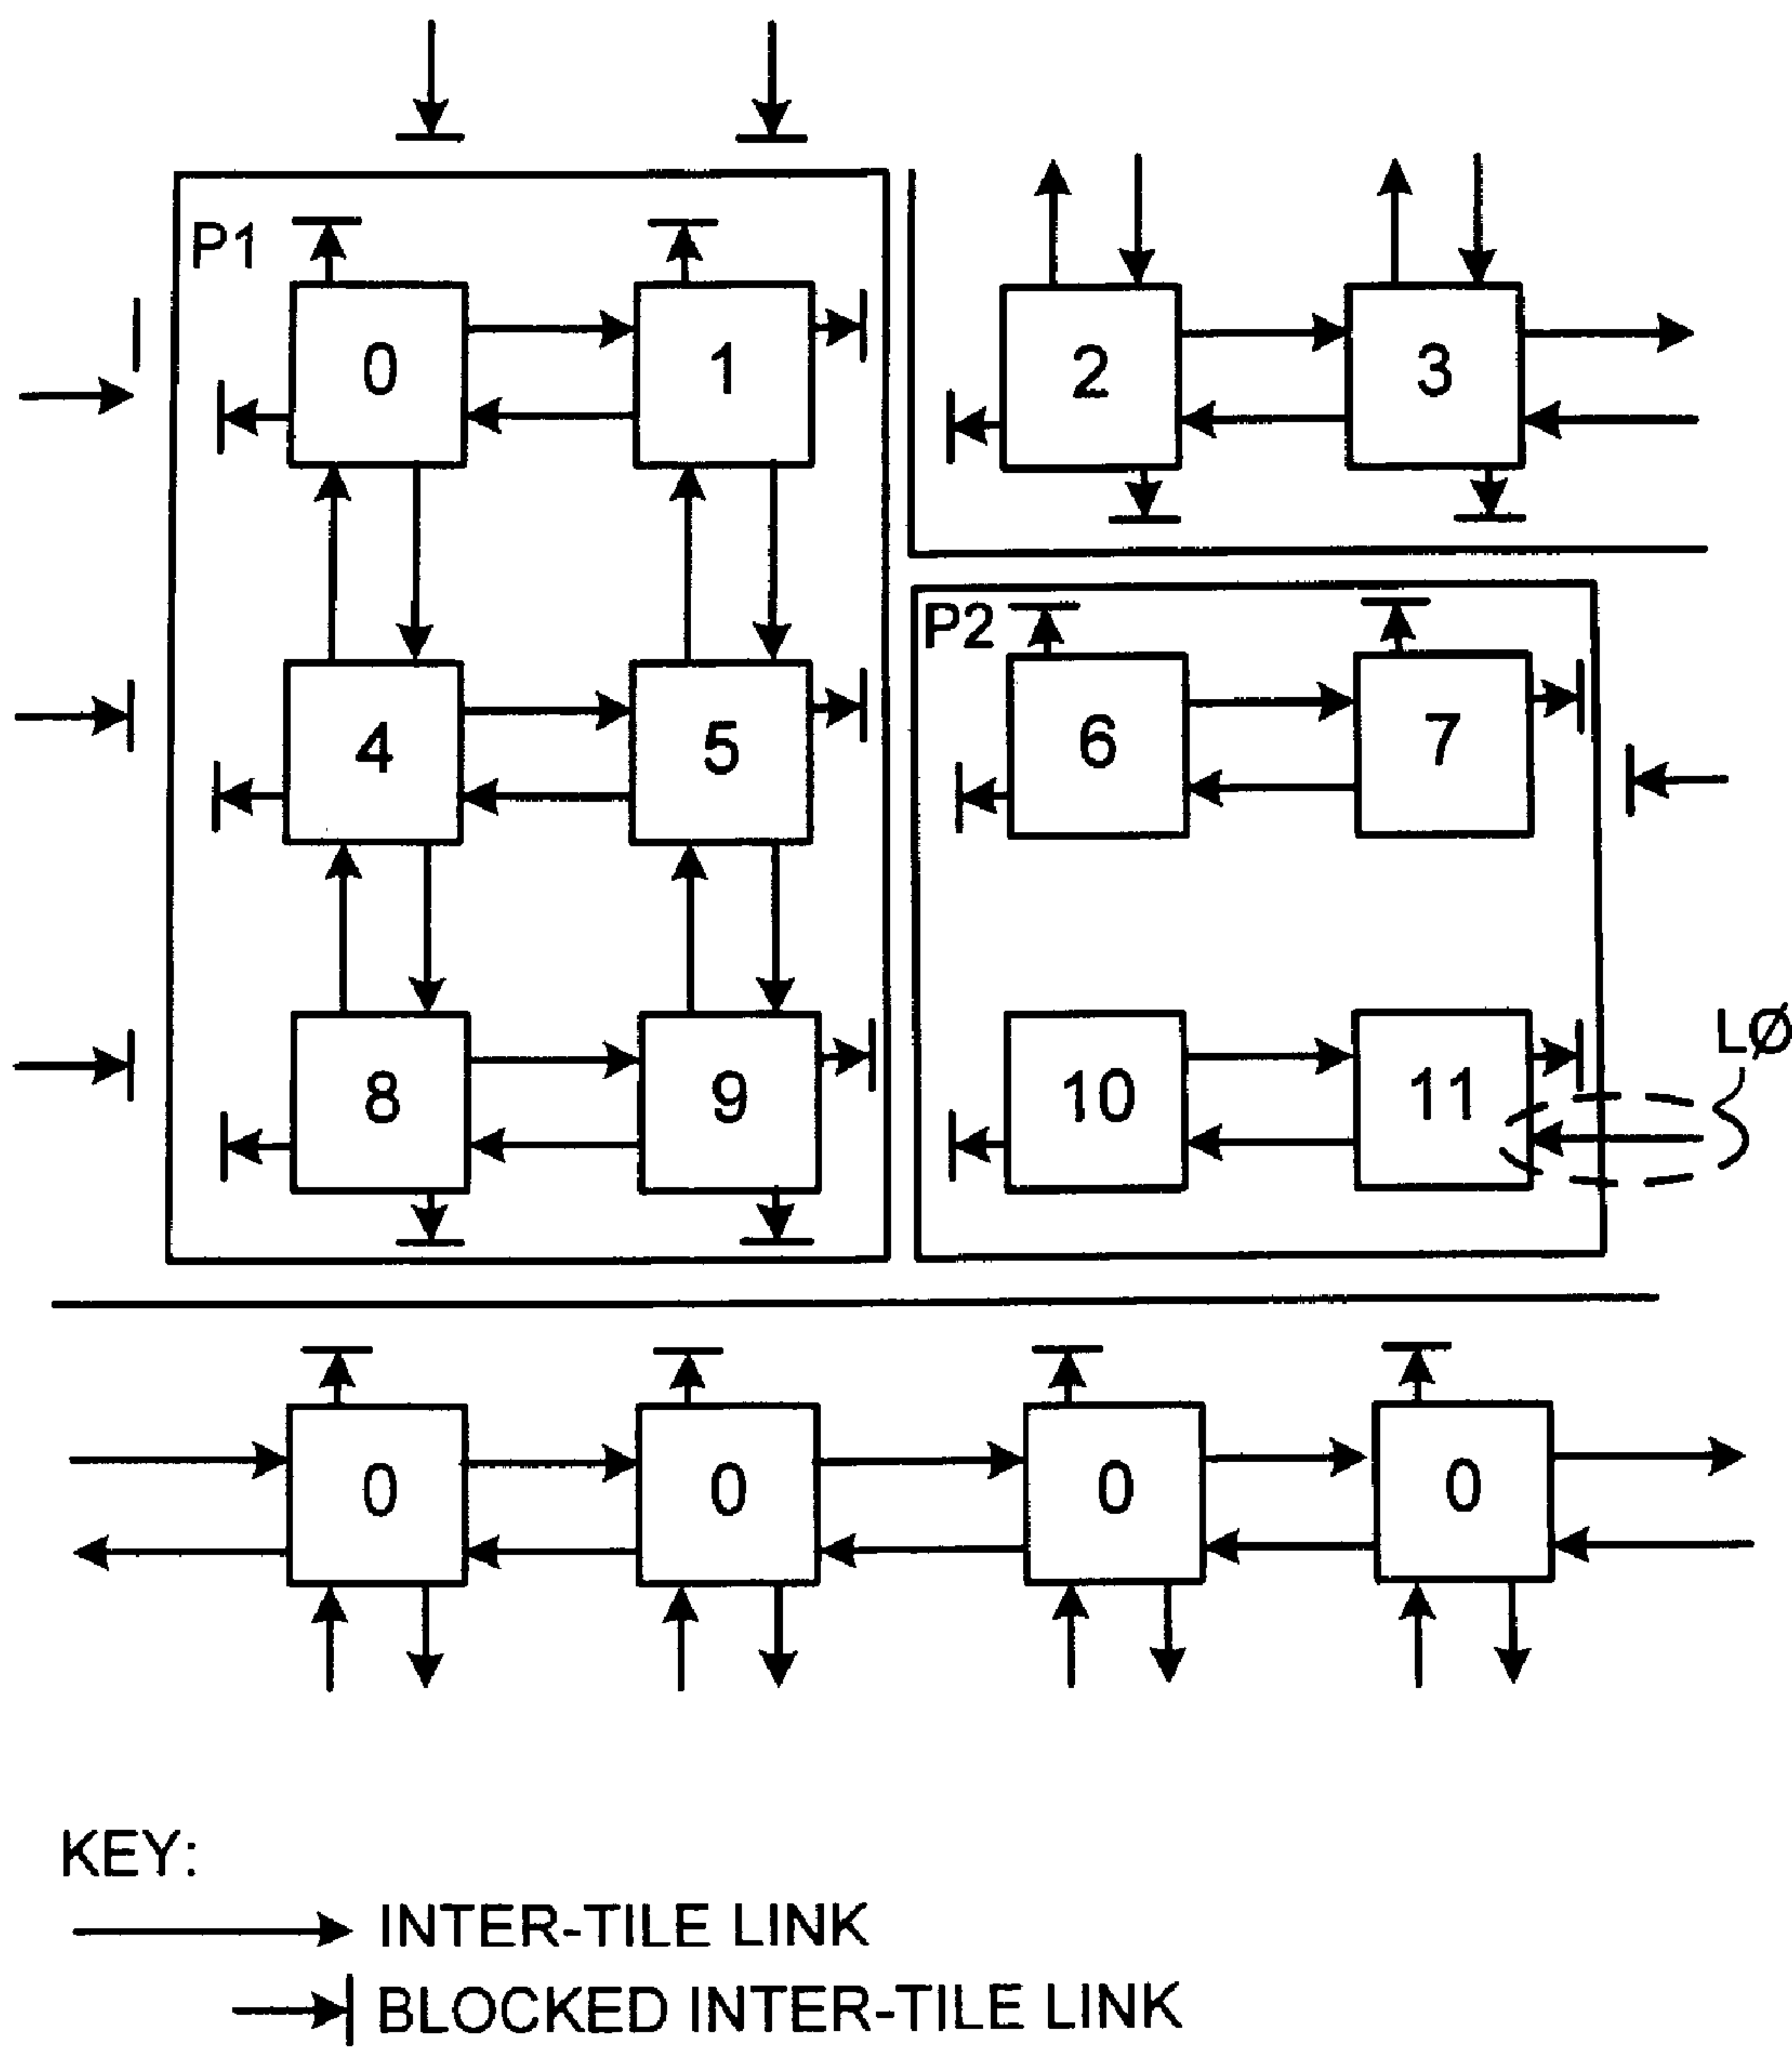 P1
0 1 2 3
P2
4 5 6 7
LØ
8 9 10 11
0 0 0 0
KEY:
INTER-TILE LINK
BLOCKED INTER-TILE LINK